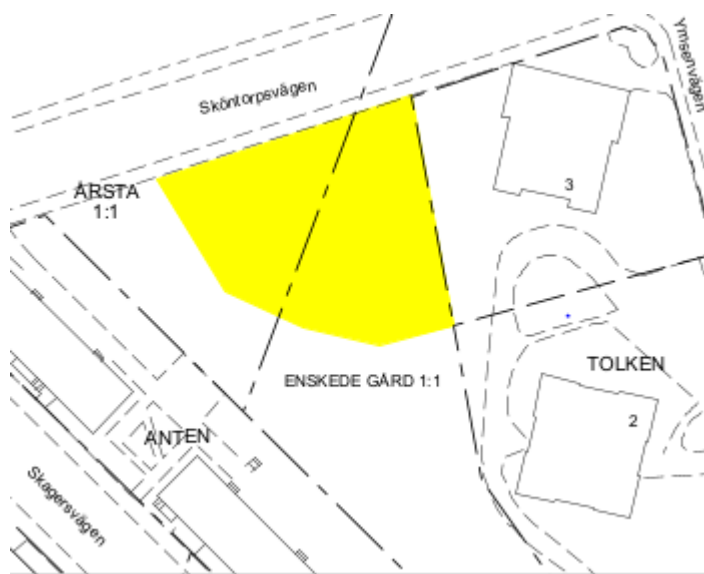 Ymsenvägen
Sköntorpsvägen
ÅRSTA
1:1
3
ENSKEDE GÅRD 1:1
TOLKEN
2
ANTEN
Skagersvägen